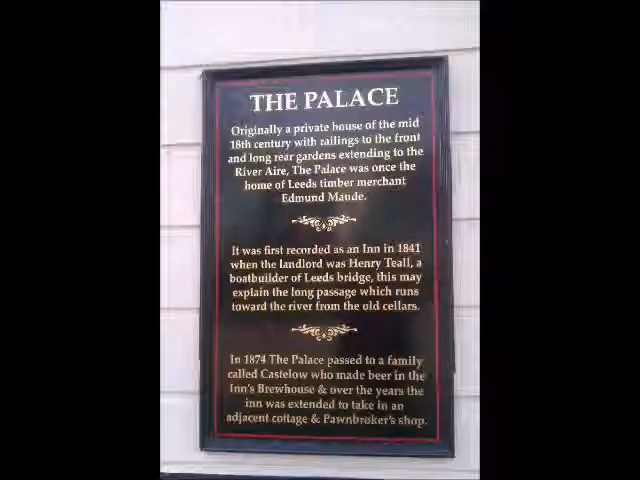 THE PALACE
Originally a private house of the mid
18th century with railings to the front
and long rear gardens extending to the
River Aire, The Palace was once the
home of Leeds timber merchant
Edmund Maude.
It was first recorded as an Inn in 1841
when the landlord was Henry Teall, a
boatbuilder of Leeds bridge, this may
explain the long passage which runs
toward the river from the old cellars.
In 1874 The Palace passed to a family
called Castelow who made beer in the
Inn's Brewhouse & over the years the
inn was extended to take in an
adjacent cottage & Pawnbroker's shop.